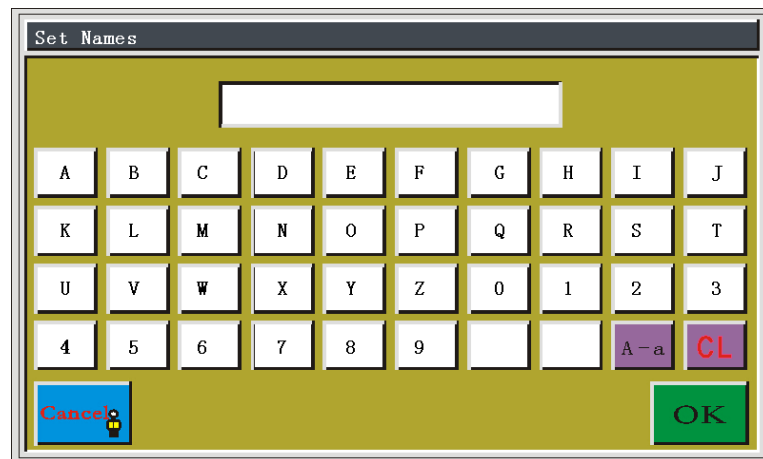 Set Names
A B C D E F G H I J
K L M N O P Q R S T
U V W X Y Z 0 1 2 3
4 5 6 7 8 9 A-a CL
Cancel OK